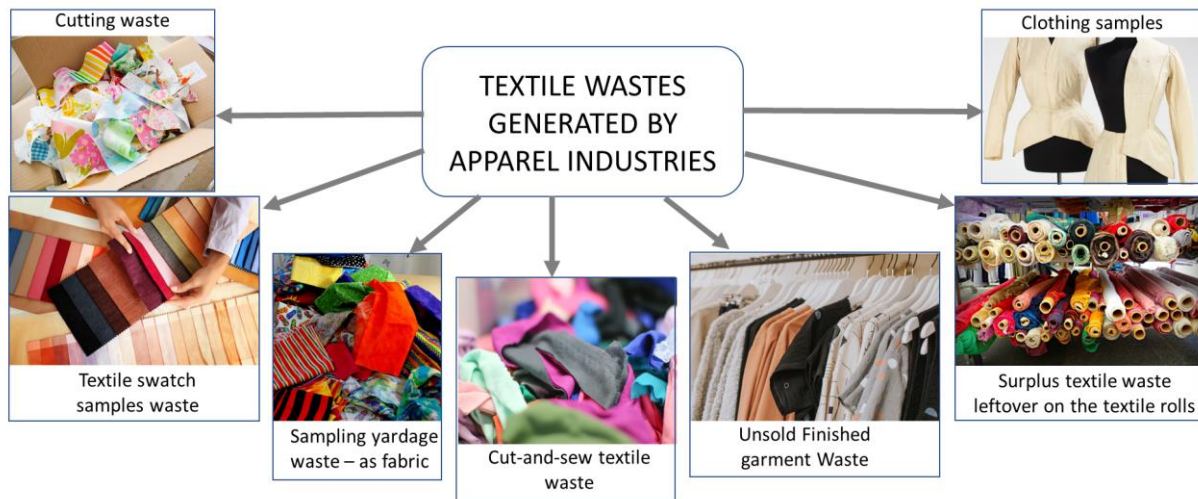 Cutting waste
TEXTILE WASTES
GENERATED BY
APPAREL INDUSTRIES
Clothing samples
Textile swatch
samples waste
Sampling yardage
waste – as fabric
Cut-and-sew textile
waste
Unsold Finished
garment Waste
Surplus textile waste
leftover on the textile rolls